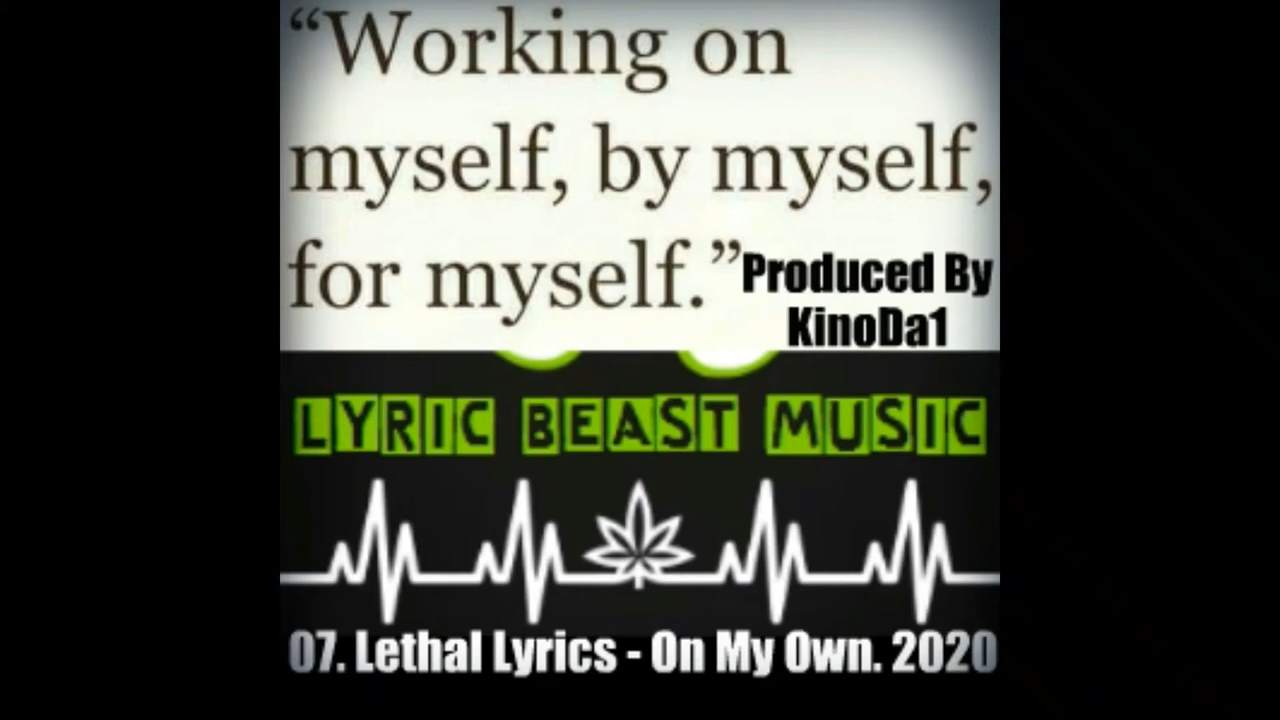 “Working on
myself, by myself,
for myself.”
Produced By
KinoDa1
LYRIC BEAST MUSIC
07. Lethal Lyrics - On My Own. 2020